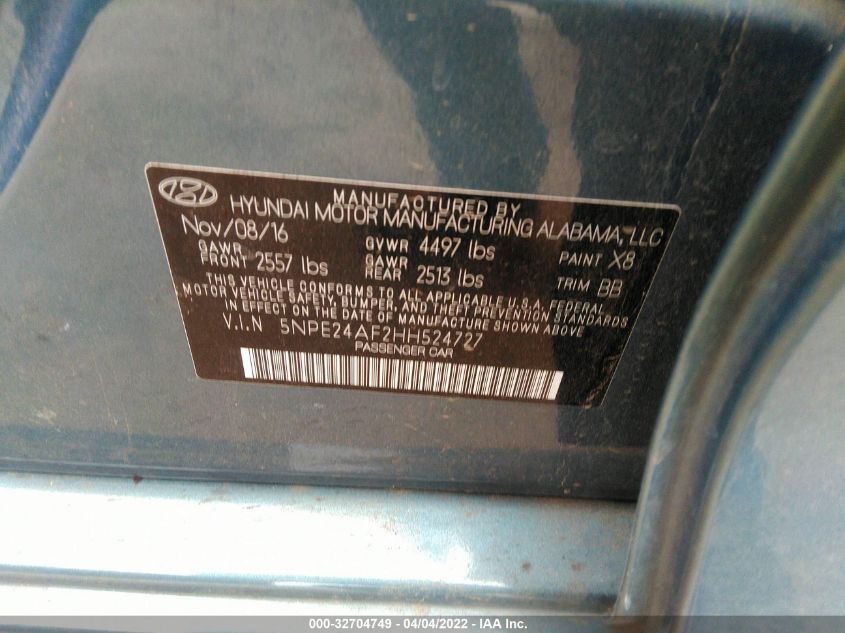 MANUFACTURED BY
HYUNDAI MOTOR MANUFACTURING ALABAMA, LLC
Nov/08/16 GVWR 4497 lbs PAINT X8
GAWR FRONT 2557 lbs GAWR REAR 2513 lbs TRIM BB
THIS VEHICLE CONFORMS TO ALL APPLICABLE U.S.A. FEDERAL
MOTOR VEHICLE SAFETY, BUMPER, AND THEFT PREVENTION STANDARDS
IN EFFECT ON THE DATE OF MANUFACTURE SHOWN ABOVE
V.I.N 5NPE24AF2HH524727
PASSENGER CAR
000-32704749 - 04/04/2022 - IAA Inc.